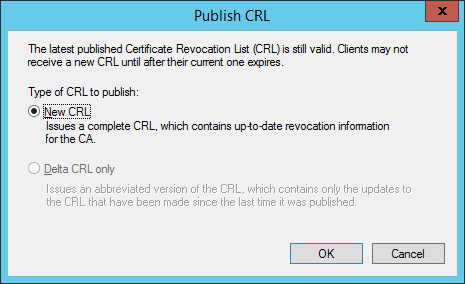 Publish CRL
x
The latest published Certificate Revocation List (CRL) is still valid. Clients may not
receive a new CRL until after their current one expires.
Type of CRL to publish:
New CRL
Issues a complete CRL, which contains up-to-date revocation information
for the CA.
Delta CRL only
Issues an abbreviated version of the CRL, which contains only the updates to
the CRL that have been made since the last time it was published.
OK
Cancel